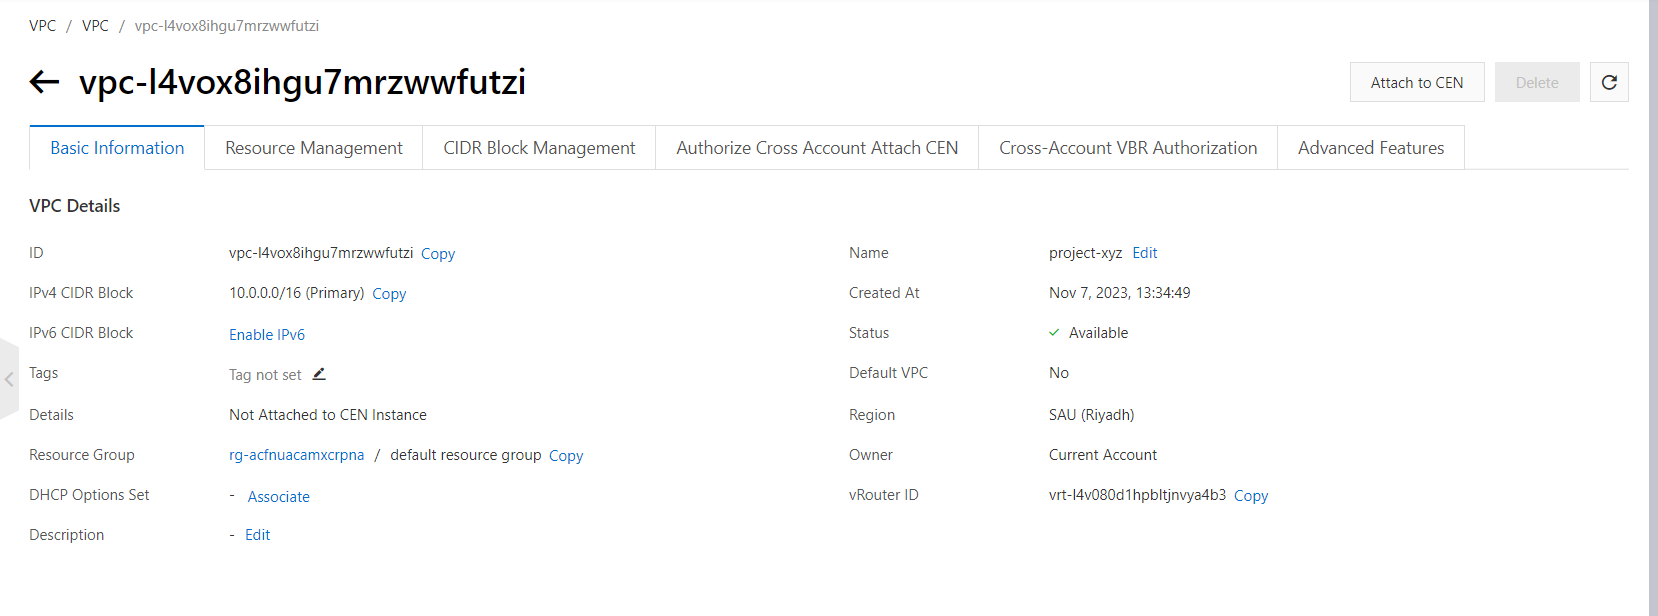 VPC / VPC / vpc-l4vox8ihgu7mrzwwfutzi
vpc-l4vox8ihgu7mrzwwfutzi
Attach to CEN Delete
Basic Information Resource Management CIDR Block Management Authorize Cross Account Attach CEN Cross-Account VBR Authorization Advanced Features
VPC Details
ID vpc-l4vox8ihgu7mrzwwfutzi Copy Name project-xyz Edit
IPv4 CIDR Block 10.0.0.0/16 (Primary) Copy Created At Nov 7, 2023, 13:34:49
IPv6 CIDR Block Enable IPv6 Status Available
Tags Tag not set Default VPC No
Details Not Attached to CEN Instance Region SAU (Riyadh)
Resource Group rg-acfnuacamxcrpna / default resource group Copy Owner Current Account
DHCP Options Set - Associate vRouter ID vrt-l4v080d1hpbltjnvya4b3 Copy
Description - Edit